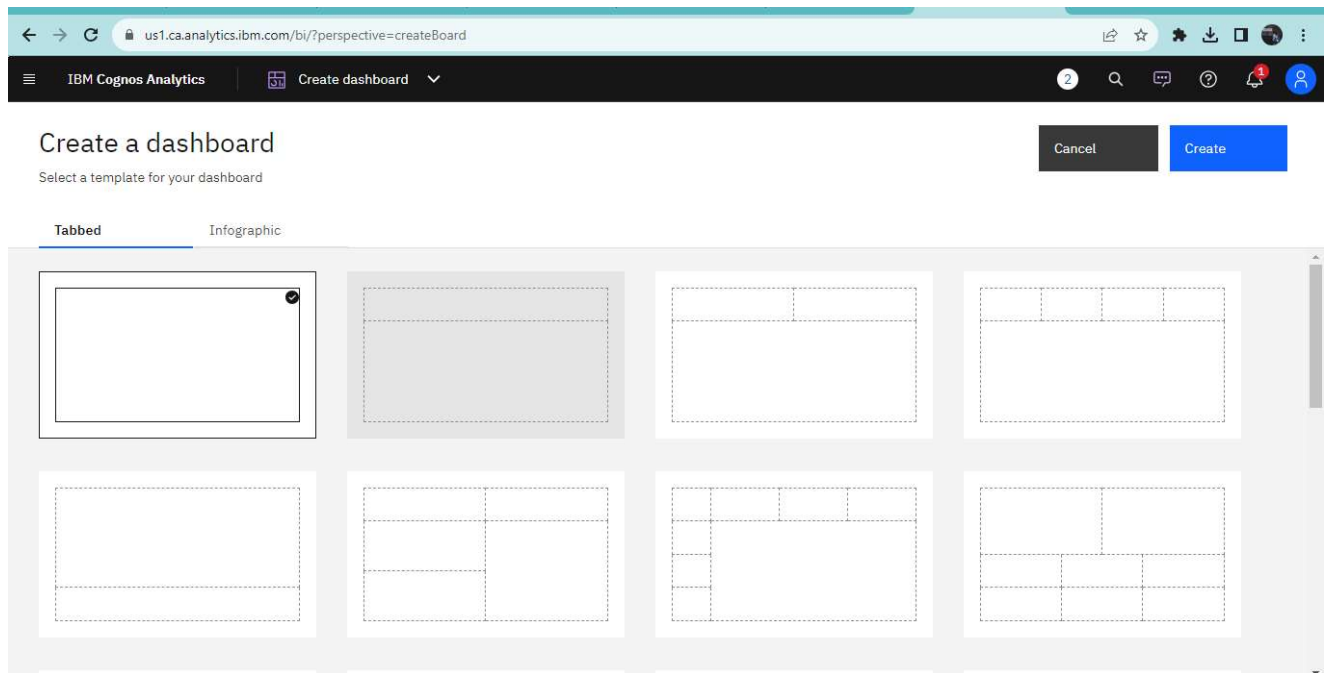 us1.ca.analytics.ibm.com/bi/?perspective=createBoard
IBM Cognos Analytics Create dashboard 2 1
Create a dashboard
Cancel Create
Select a template for your dashboard
Tabbed Infographic